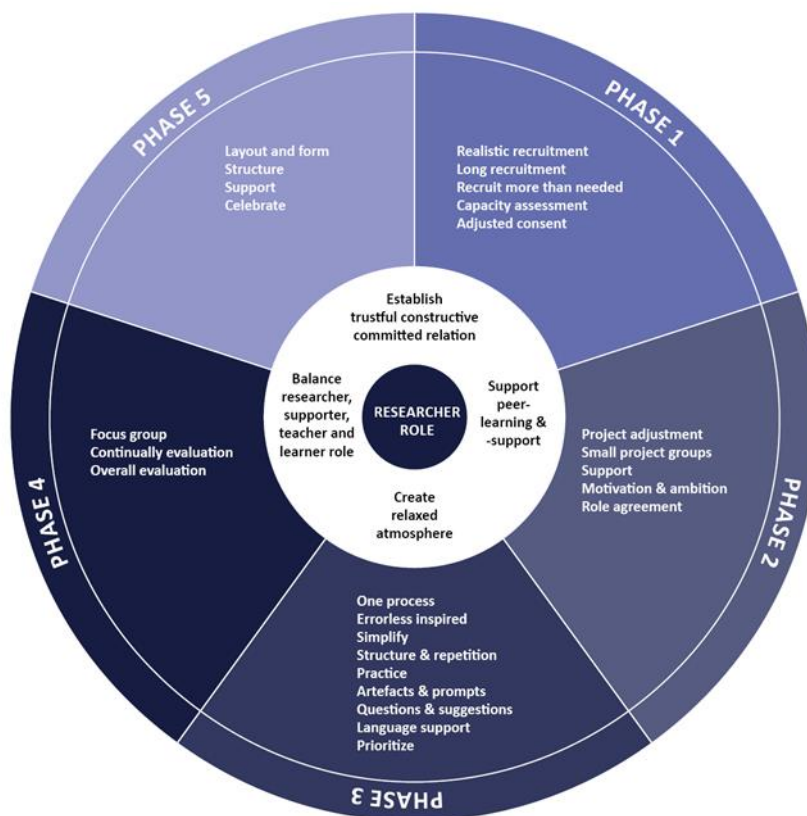 PHASE 1
Realistic recruitment
Long recruitment
Recruit more than needed
Capacity assessment
Adjusted consent
PHASE 2
Project adjustment
Small project groups
Support
Motivation & ambition
Role agreement
PHASE 3
One process
Errorless inspired
Simplify
Structure & repetition
Practice
Artefacts & prompts
Questions & suggestions
Language support
Prioritize
PHASE 4
Focus group
Continually evaluation
Overall evaluation
PHASE 5
Layout and form
Structure
Support
Celebrate
Establish
trustful constructive
committed relation
Support
peer-
learning &
-support
Create
relaxed
atmosphere
Balance
researcher,
supporter,
teacher and
learner role
RESEARCHER
ROLE